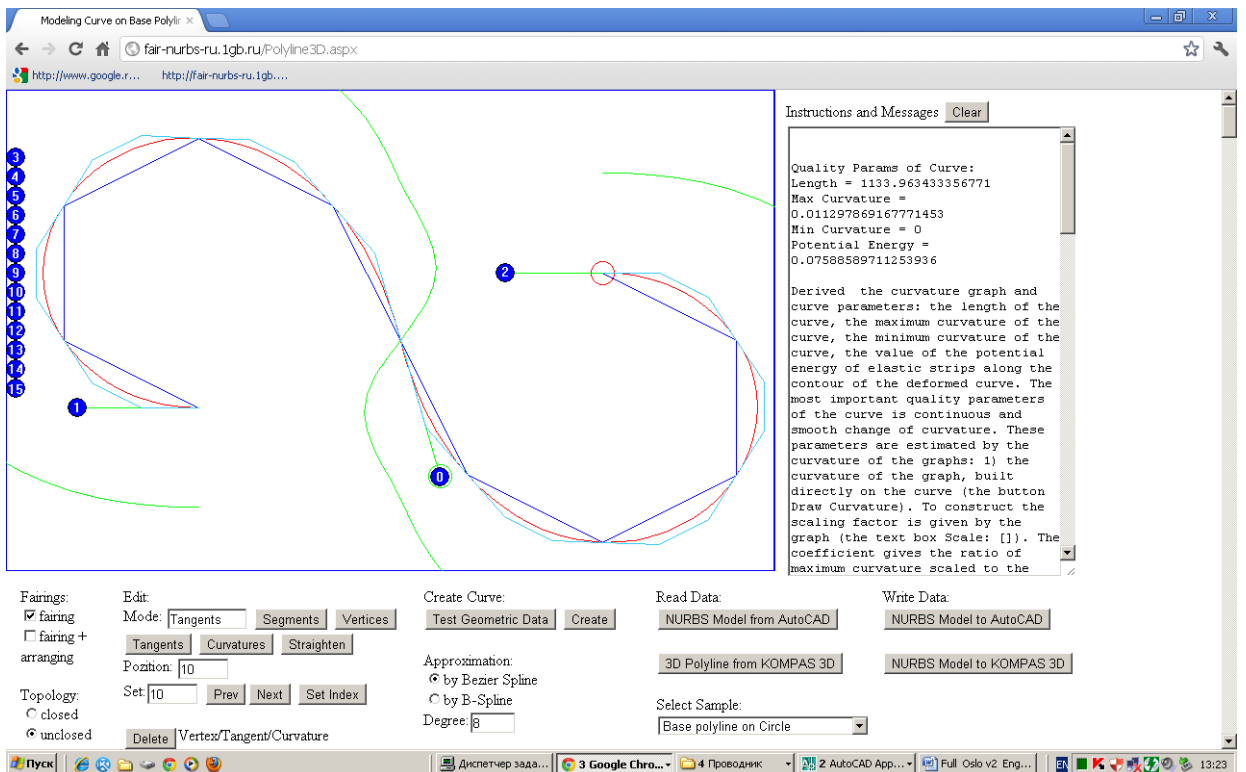 Modeling Curve on Base Polylir
fair-nurbs-ru.1gb.ru/Polyline3D.aspx
http://www.google.r... http://fair-nurbs-ru.1gb....
Instructions and Messages Clear
Quality Params of Curve:
Length = 1133.963433356771
Max Curvature =
0.011297869167771453
Min Curvature = 0
Potential Energy =
0.07588589711253936
Derived the curvature graph and
curve parameters: the length of the
curve, the maximum curvature of the
curve, the minimum curvature of the
curve, the value of the potential
energy of elastic strips along the
contour of the deformed curve. The
most important quality parameters
of the curve is continuous and
smooth change of curvature. These
parameters are estimated by the
curvature of the graphs: 1) the
curvature of the graph, built
directly on the curve (the button
Draw Curvature). To construct the
scaling factor is given by the
graph (the text box Scale: []). The
coefficient gives the ratio of
maximum curvature scaled to the
3
4
5
6
7
8
9
10
11
12
13
14
15
1
2
0
Fairings:
fairing
fairing +
arranging
Topology:
closed
unclosed
Edit:
Mode: Tangents Segments Vertices
Tangents Curvatures Straighten
Pozition: 10
Set: 10 Prev Next Set Index
Delete Vertex/Tangent/Curvature
Create Curve:
Test Geometric Data Create
Approximation:
by Bezier Spline
by B-Spline
Degree: 8
Read Data:
NURBS Model from AutoCAD
3D Polyline from KOMPAS 3D
Select Sample:
Base polyline on Circle
Write Data:
NURBS Model to AutoCAD
NURBS Model to KOMPAS 3D
Пуск Диспетчер зада... 3 Google Chro... 4 Проводник 2 AutoCAD App... Full Oslo v2 Eng... EN 13:23